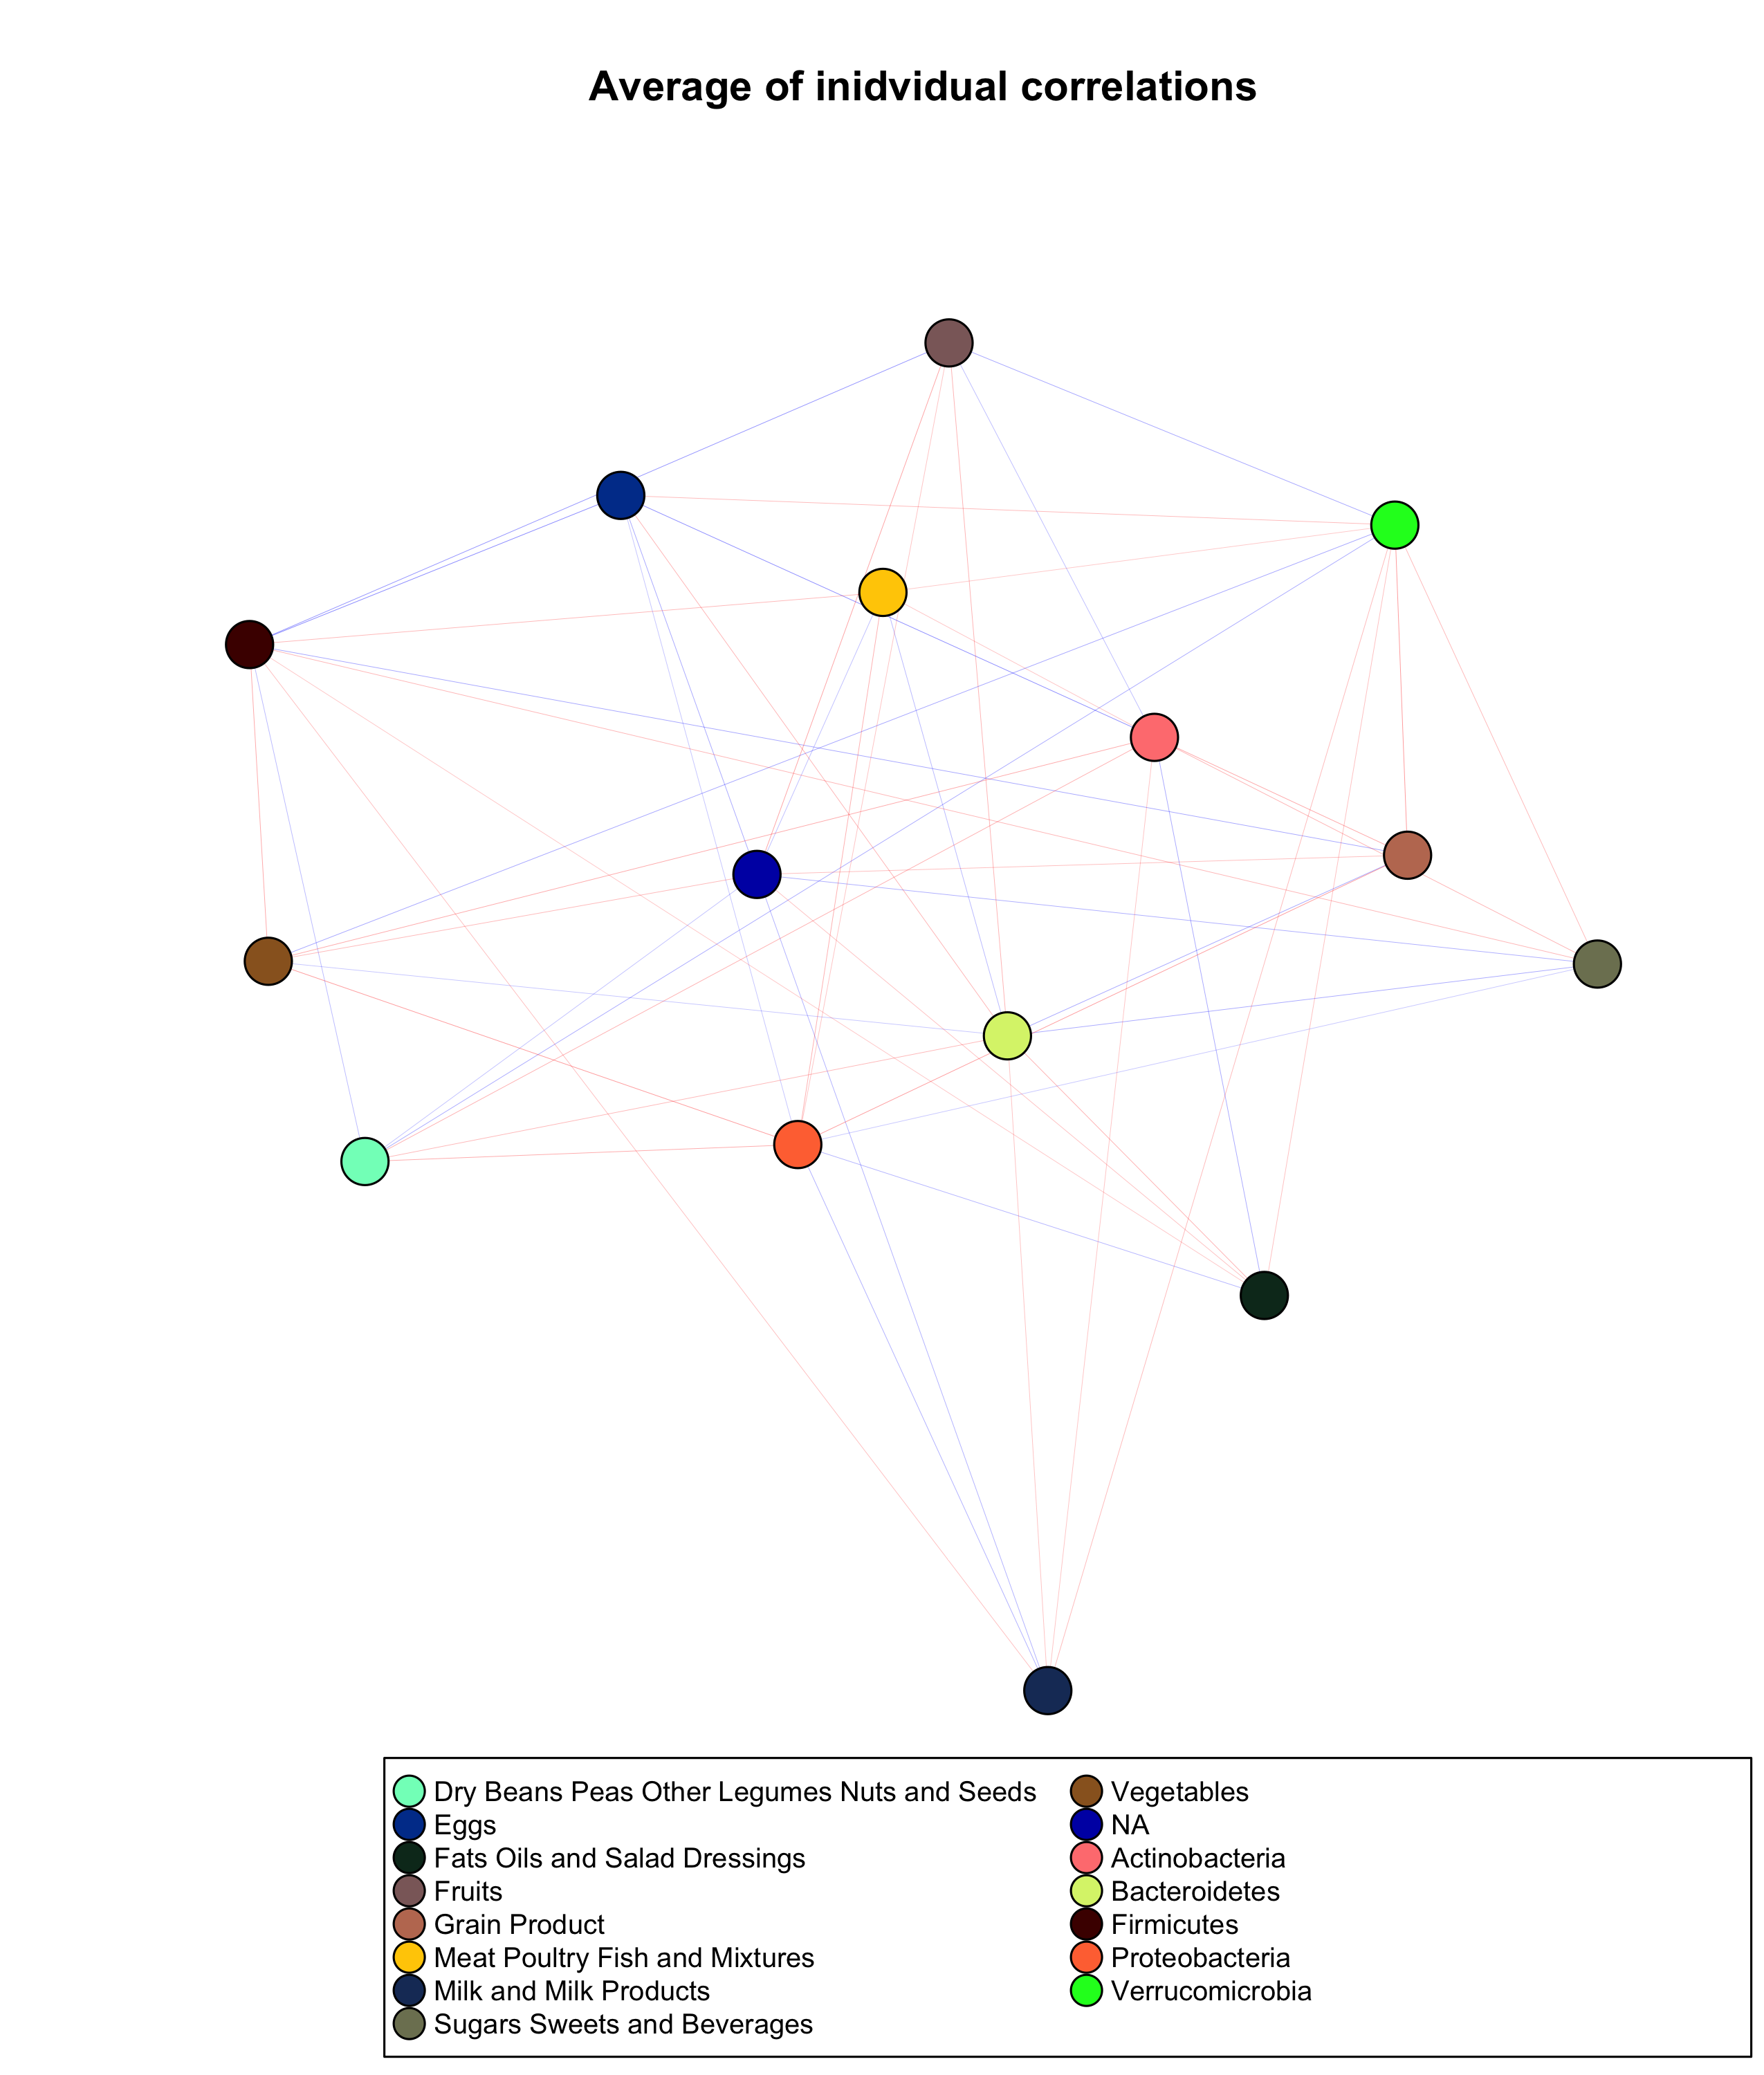 Average of inidvidual correlations
Dry Beans Peas Other Legumes Nuts and Seeds
Eggs
Fats Oils and Salad Dressings
Fruits
Grain Product
Meat Poultry Fish and Mixtures
Milk and Milk Products
Sugars Sweets and Beverages
Vegetables
NA
Actinobacteria
Bacteroidetes
Firmicutes
Proteobacteria
Verrucomicrobia